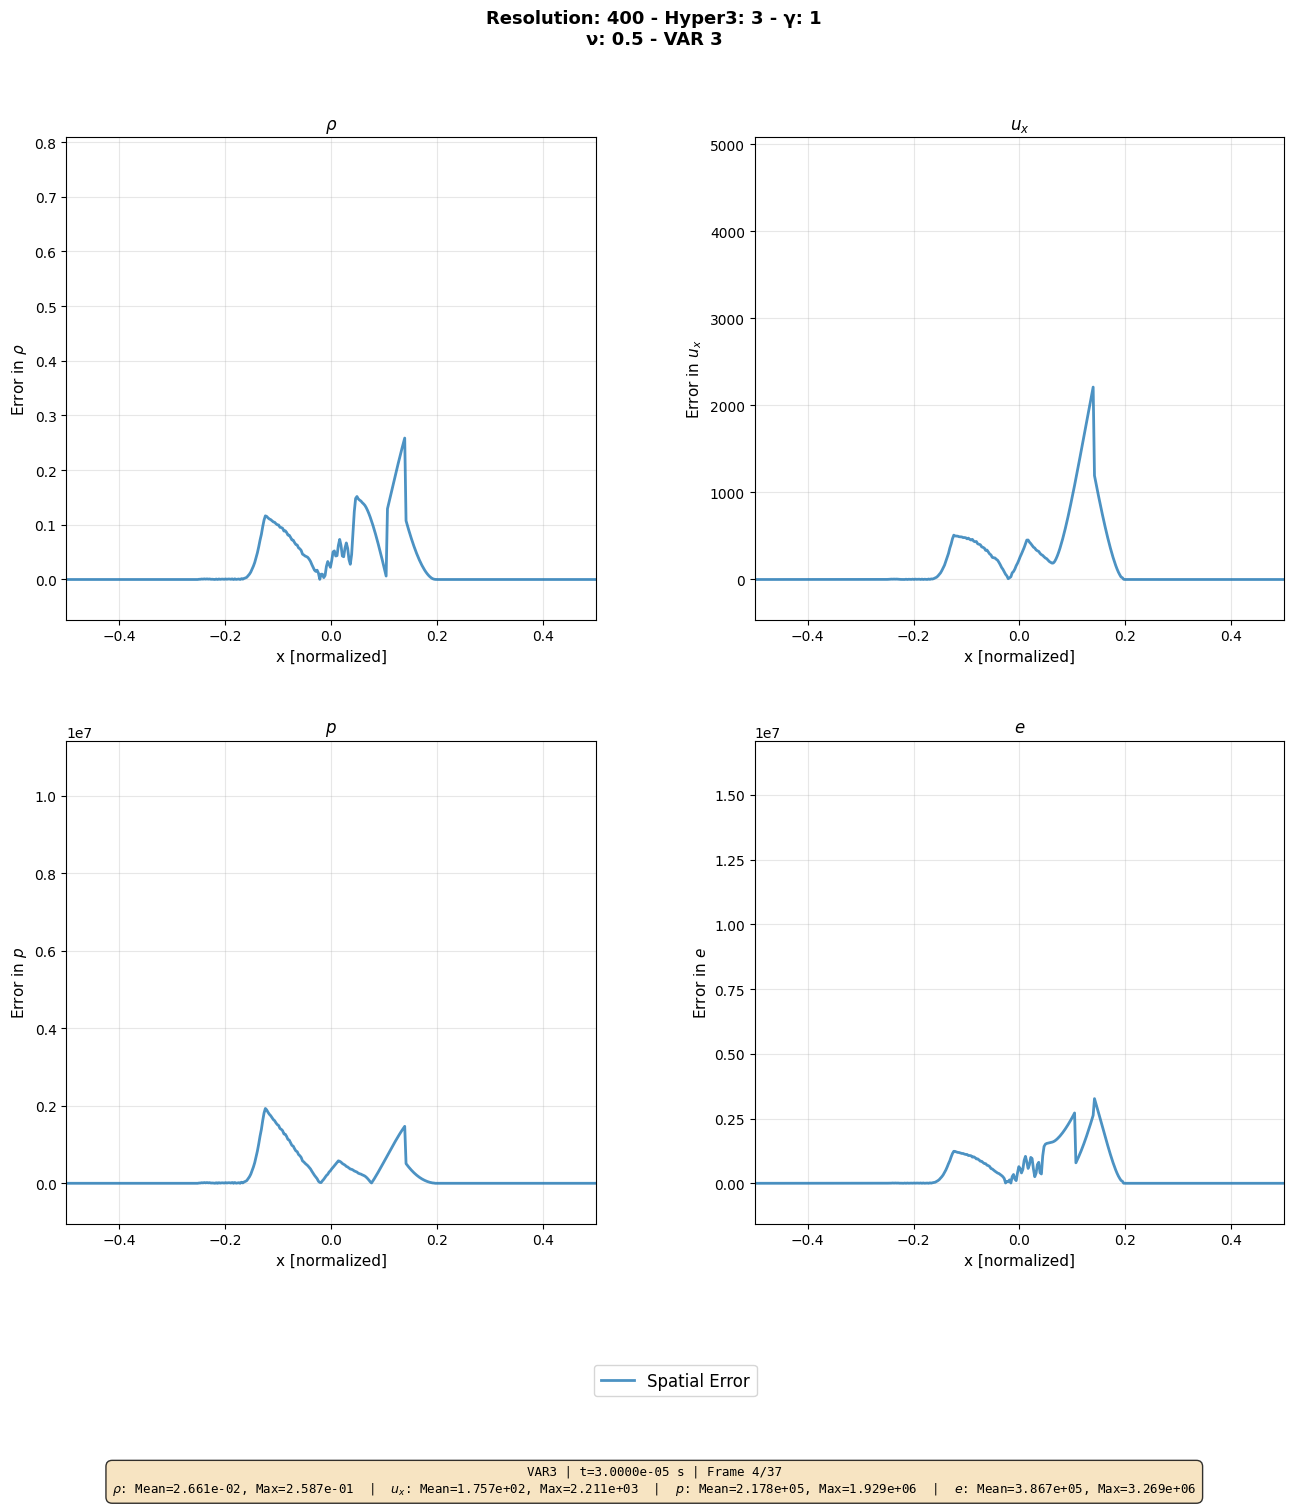 Resolution: 400 - Hyper3: 3 - γ: 1
ν: 0.5 - VAR 3
ρ
0.8
0.7
0.6
0.5
0.4
0.3
0.2
0.1
0.0
Error in ρ
−0.4 −0.2 0.0 0.2 0.4
x [normalized]
u_x
5000
4000
3000
2000
1000
0
Error in u_x
−0.4 −0.2 0.0 0.2 0.4
x [normalized]
p
1e7
1.0
0.8
0.6
0.4
0.2
0.0
Error in p
−0.4 −0.2 0.0 0.2 0.4
x [normalized]
e
1e7
1.50
1.25
1.00
0.75
0.50
0.25
0.00
Error in e
−0.4 −0.2 0.0 0.2 0.4
x [normalized]
Spatial Error
VAR3 | t=3.0000e-05 s | Frame 4/37
ρ: Mean=2.661e-02, Max=2.587e-01 | u_x: Mean=1.757e+02, Max=2.211e+03 | p: Mean=2.178e+05, Max=1.929e+06 | e: Mean=3.867e+05, Max=3.269e+06